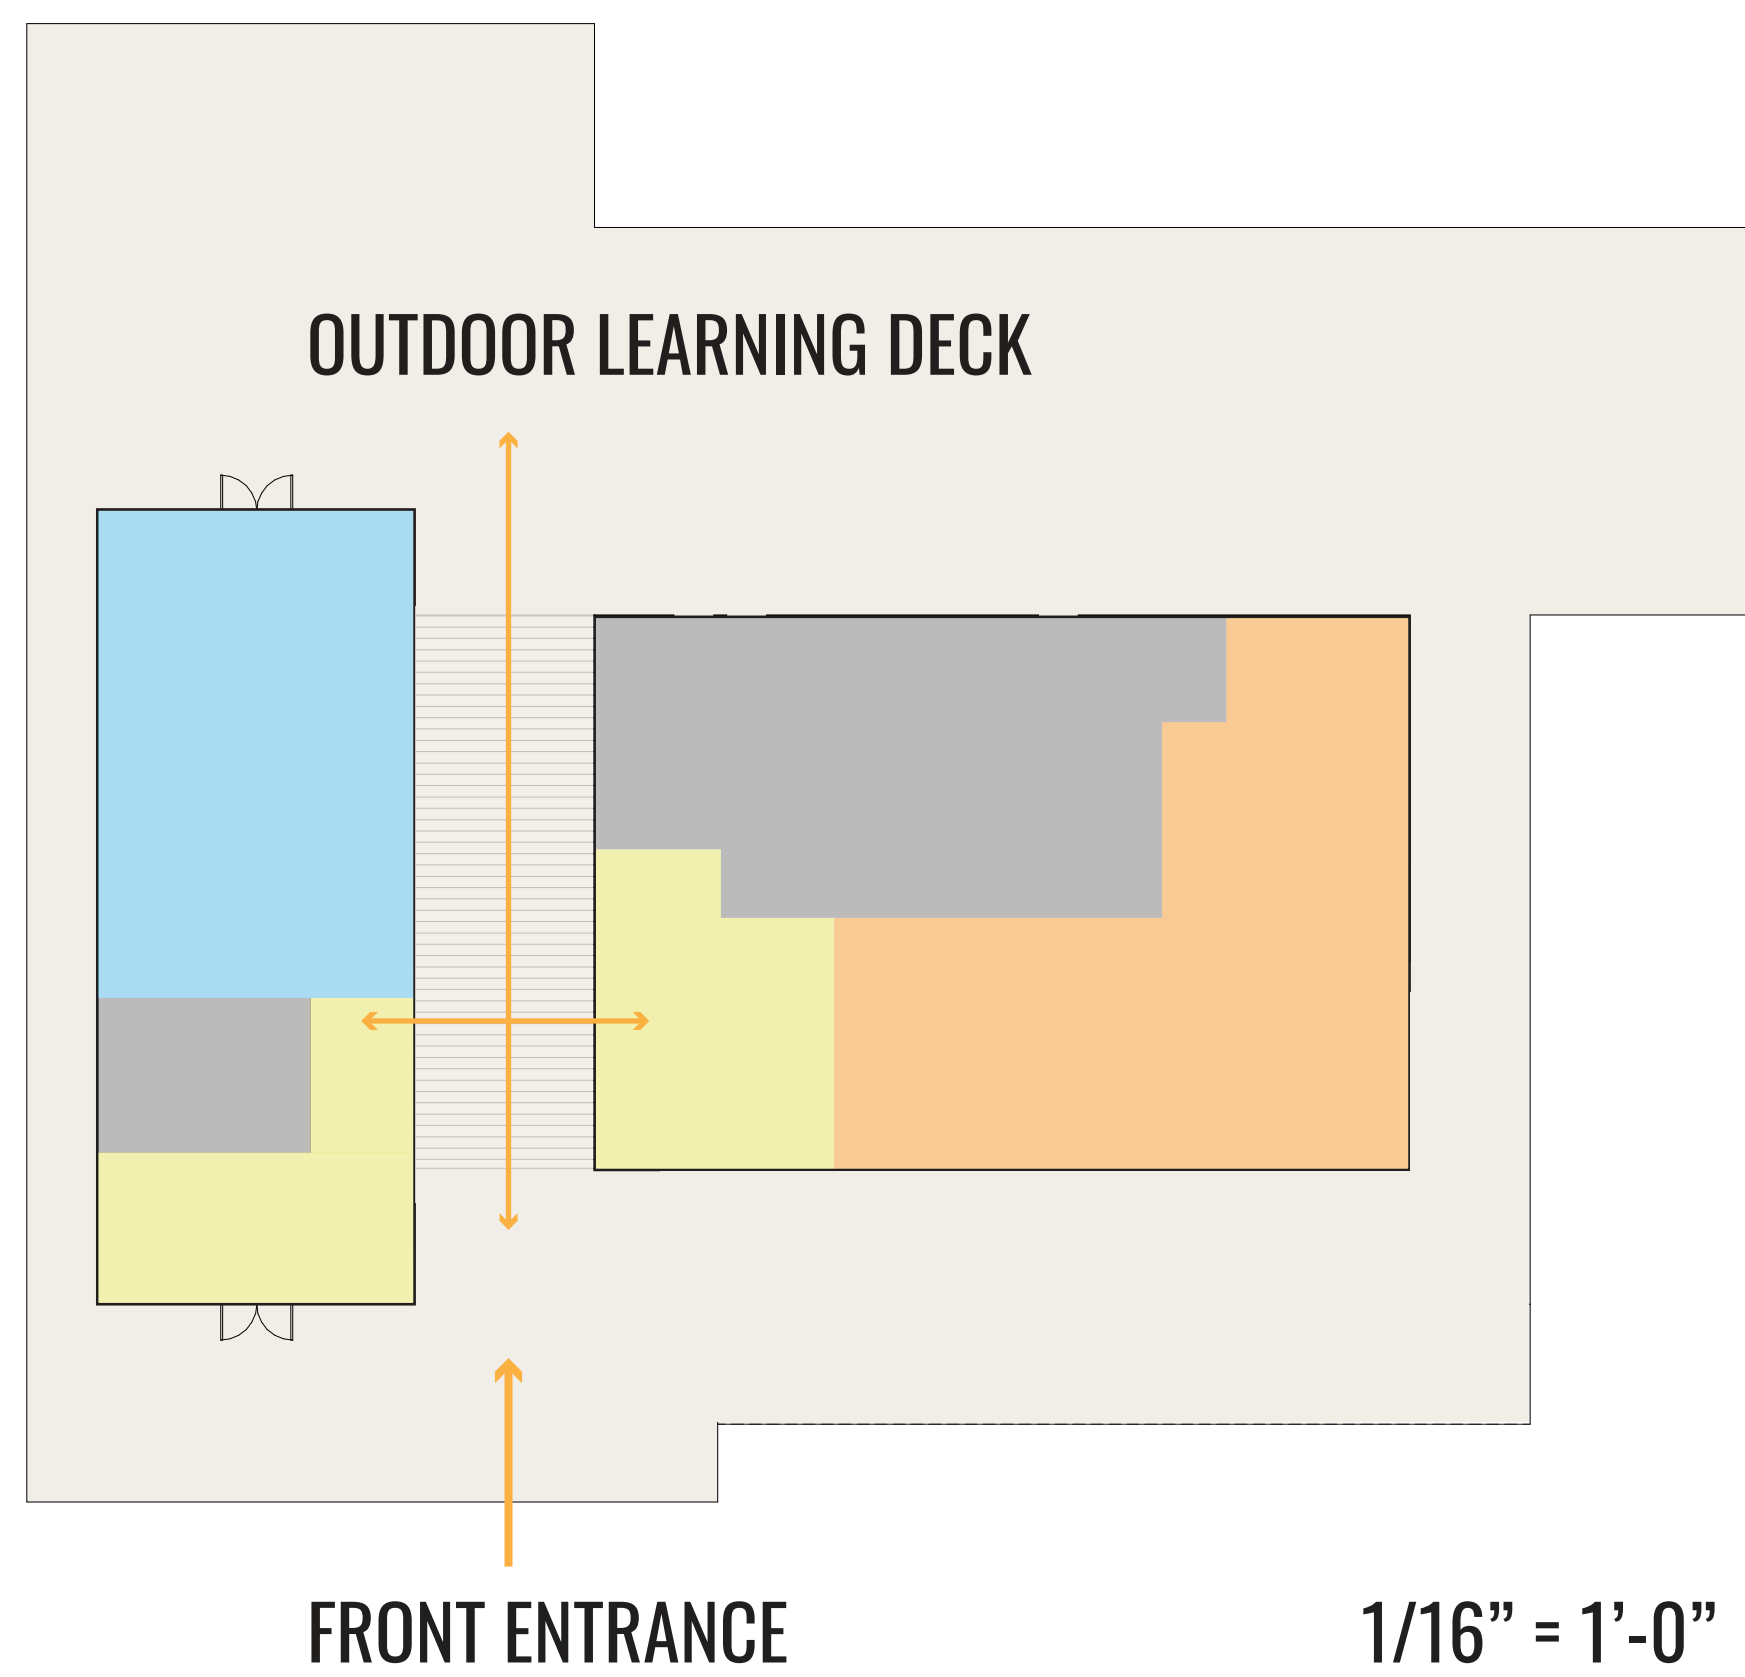 OUTDOOR LEARNING DECK
FRONT ENTRANCE
1/16” = 1’-0”